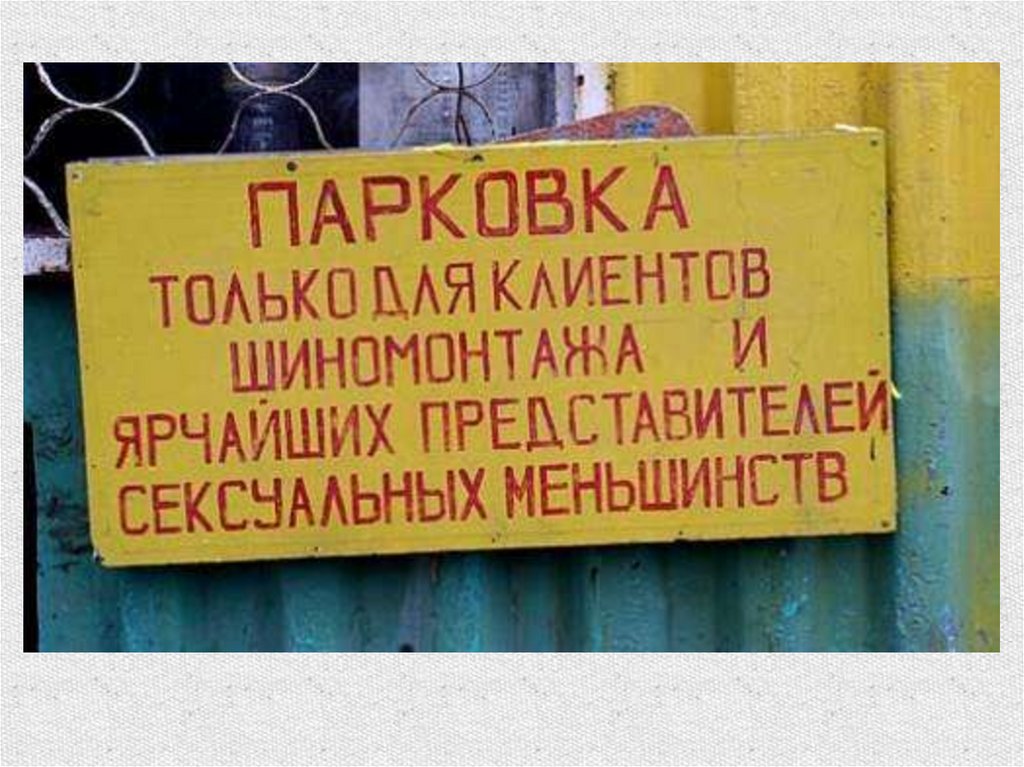 ПАРКОВКА
ТОЛЬКО ДЛЯ КЛИЕНТОВ
ШИНОМОНТАЖА И
ЯРЧАЙШИХ ПРЕДСТАВИТЕЛЕЙ
СЕКСУАЛЬНЫХ МЕНЬШИНСТВ